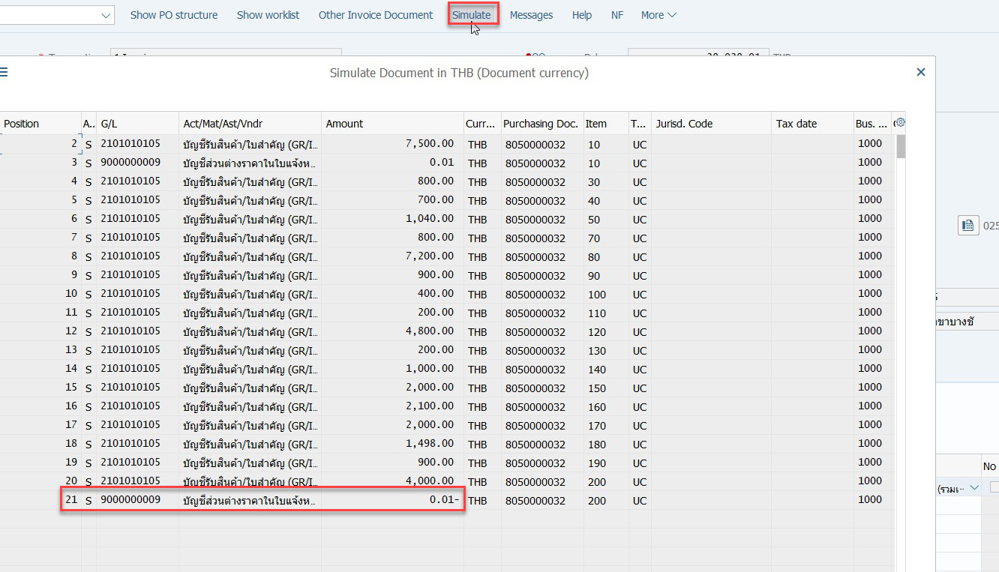 Show PO structure Show worklist Other Invoice Document Simulate Messages Help NF More
Simulate Document in THB (Document currency)
Position A.. G/L Act/Mat/Ast/Vndr Amount Curr... Purchasing Doc. Item T... Jurisd. Code Tax date Bus. ...
2 S 2101010105 บัญชีรับสินค้า/ใบสำคัญ (GR/I... 7,500.00 THB 8050000032 10 UC 1000
3 S 9000000009 บัญชีส่วนต่างราคาในใบแจ้งห... 0.01 THB 8050000032 10 UC 1000
4 S 2101010105 บัญชีรับสินค้า/ใบสำคัญ (GR/I... 800.00 THB 8050000032 30 UC 1000
5 S 2101010105 บัญชีรับสินค้า/ใบสำคัญ (GR/I... 700.00 THB 8050000032 40 UC 1000
6 S 2101010105 บัญชีรับสินค้า/ใบสำคัญ (GR/I... 1,040.00 THB 8050000032 50 UC 1000
7 S 2101010105 บัญชีรับสินค้า/ใบสำคัญ (GR/I... 800.00 THB 8050000032 70 UC 1000
8 S 2101010105 บัญชีรับสินค้า/ใบสำคัญ (GR/I... 7,200.00 THB 8050000032 80 UC 1000
9 S 2101010105 บัญชีรับสินค้า/ใบสำคัญ (GR/I... 900.00 THB 8050000032 90 UC 1000
10 S 2101010105 บัญชีรับสินค้า/ใบสำคัญ (GR/I... 400.00 THB 8050000032 100 UC 1000
11 S 2101010105 บัญชีรับสินค้า/ใบสำคัญ (GR/I... 200.00 THB 8050000032 110 UC 1000
12 S 2101010105 บัญชีรับสินค้า/ใบสำคัญ (GR/I... 4,800.00 THB 8050000032 120 UC 1000
13 S 2101010105 บัญชีรับสินค้า/ใบสำคัญ (GR/I... 200.00 THB 8050000032 130 UC 1000
14 S 2101010105 บัญชีรับสินค้า/ใบสำคัญ (GR/I... 1,000.00 THB 8050000032 140 UC 1000
15 S 2101010105 บัญชีรับสินค้า/ใบสำคัญ (GR/I... 2,000.00 THB 8050000032 150 UC 1000
16 S 2101010105 บัญชีรับสินค้า/ใบสำคัญ (GR/I... 2,100.00 THB 8050000032 160 UC 1000
17 S 2101010105 บัญชีรับสินค้า/ใบสำคัญ (GR/I... 2,000.00 THB 8050000032 170 UC 1000
18 S 2101010105 บัญชีรับสินค้า/ใบสำคัญ (GR/I... 1,498.00 THB 8050000032 180 UC 1000
19 S 2101010105 บัญชีรับสินค้า/ใบสำคัญ (GR/I... 900.00 THB 8050000032 190 UC 1000
20 S 2101010105 บัญชีรับสินค้า/ใบสำคัญ (GR/I... 4,000.00 THB 8050000032 200 UC 1000
21 S 9000000009 บัญชีส่วนต่างราคาในใบแจ้งห... 0.01- THB 8050000032 200 UC 1000
025
No